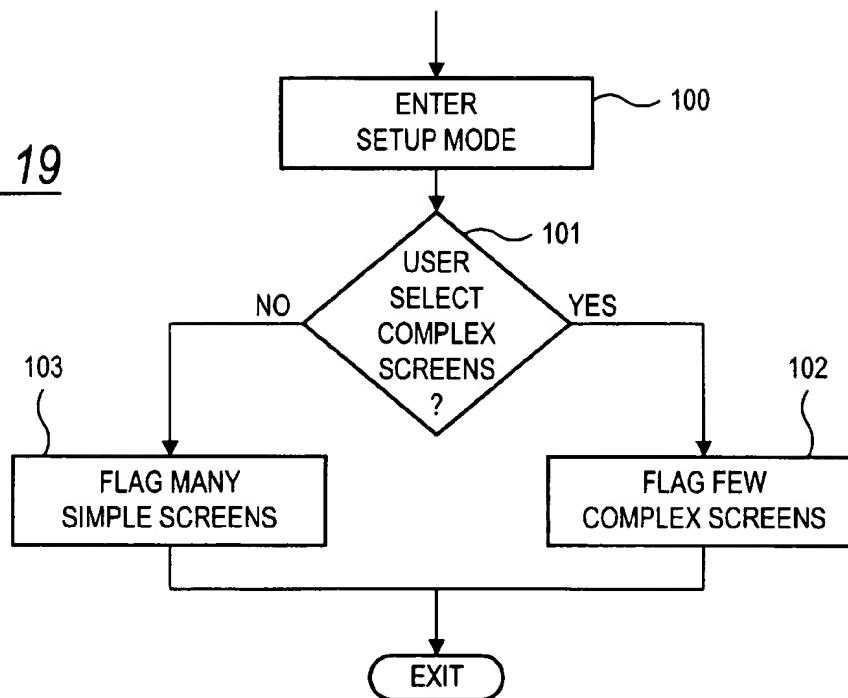 19
ENTER
SETUP MODE
100
101
USER
SELECT
COMPLEX
SCREENS
?
NO
YES
103
102
FLAG MANY
SIMPLE SCREENS
FLAG FEW
COMPLEX SCREENS
EXIT